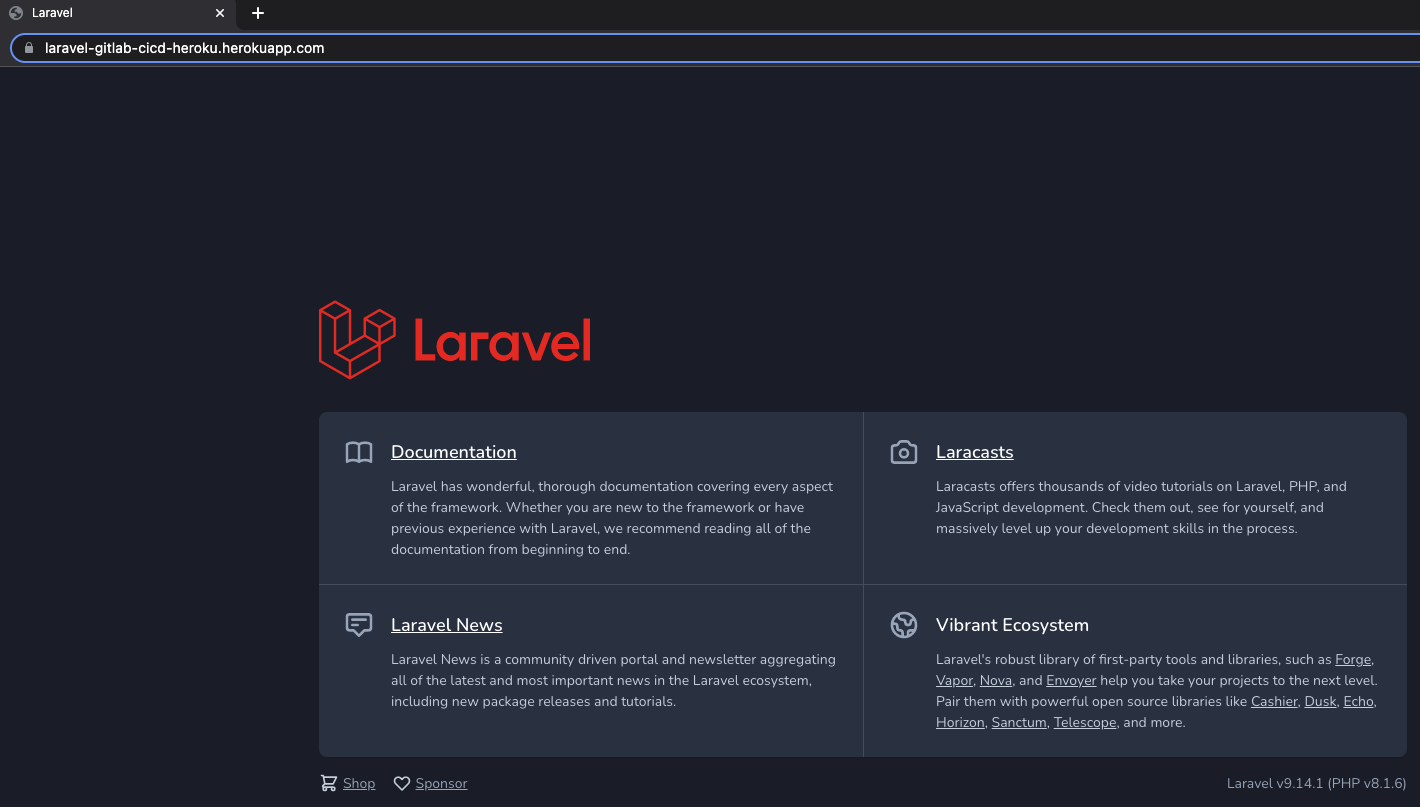 Laravel
laravel-gitlab-cicd-heroku.herokuapp.com
Laravel
Documentation
Laravel has wonderful, thorough documentation covering every aspect
of the framework. Whether you are new to the framework or have
previous experience with Laravel, we recommend reading all of the
documentation from beginning to end.
Laracasts
Laracasts offers thousands of video tutorials on Laravel, PHP, and
JavaScript development. Check them out, see for yourself, and
massively level up your development skills in the process.
Laravel News
Laravel News is a community driven portal and newsletter aggregating
all of the latest and most important news in the Laravel ecosystem,
including new package releases and tutorials.
Vibrant Ecosystem
Laravel's robust library of first-party tools and libraries, such as Forge,
Vapor, Nova, and Envoyer help you take your projects to the next level.
Pair them with powerful open source libraries like Cashier, Dusk, Echo,
Horizon, Sanctum, Telescope, and more.
Shop Sponsor Laravel v9.14.1 (PHP v8.1.6)